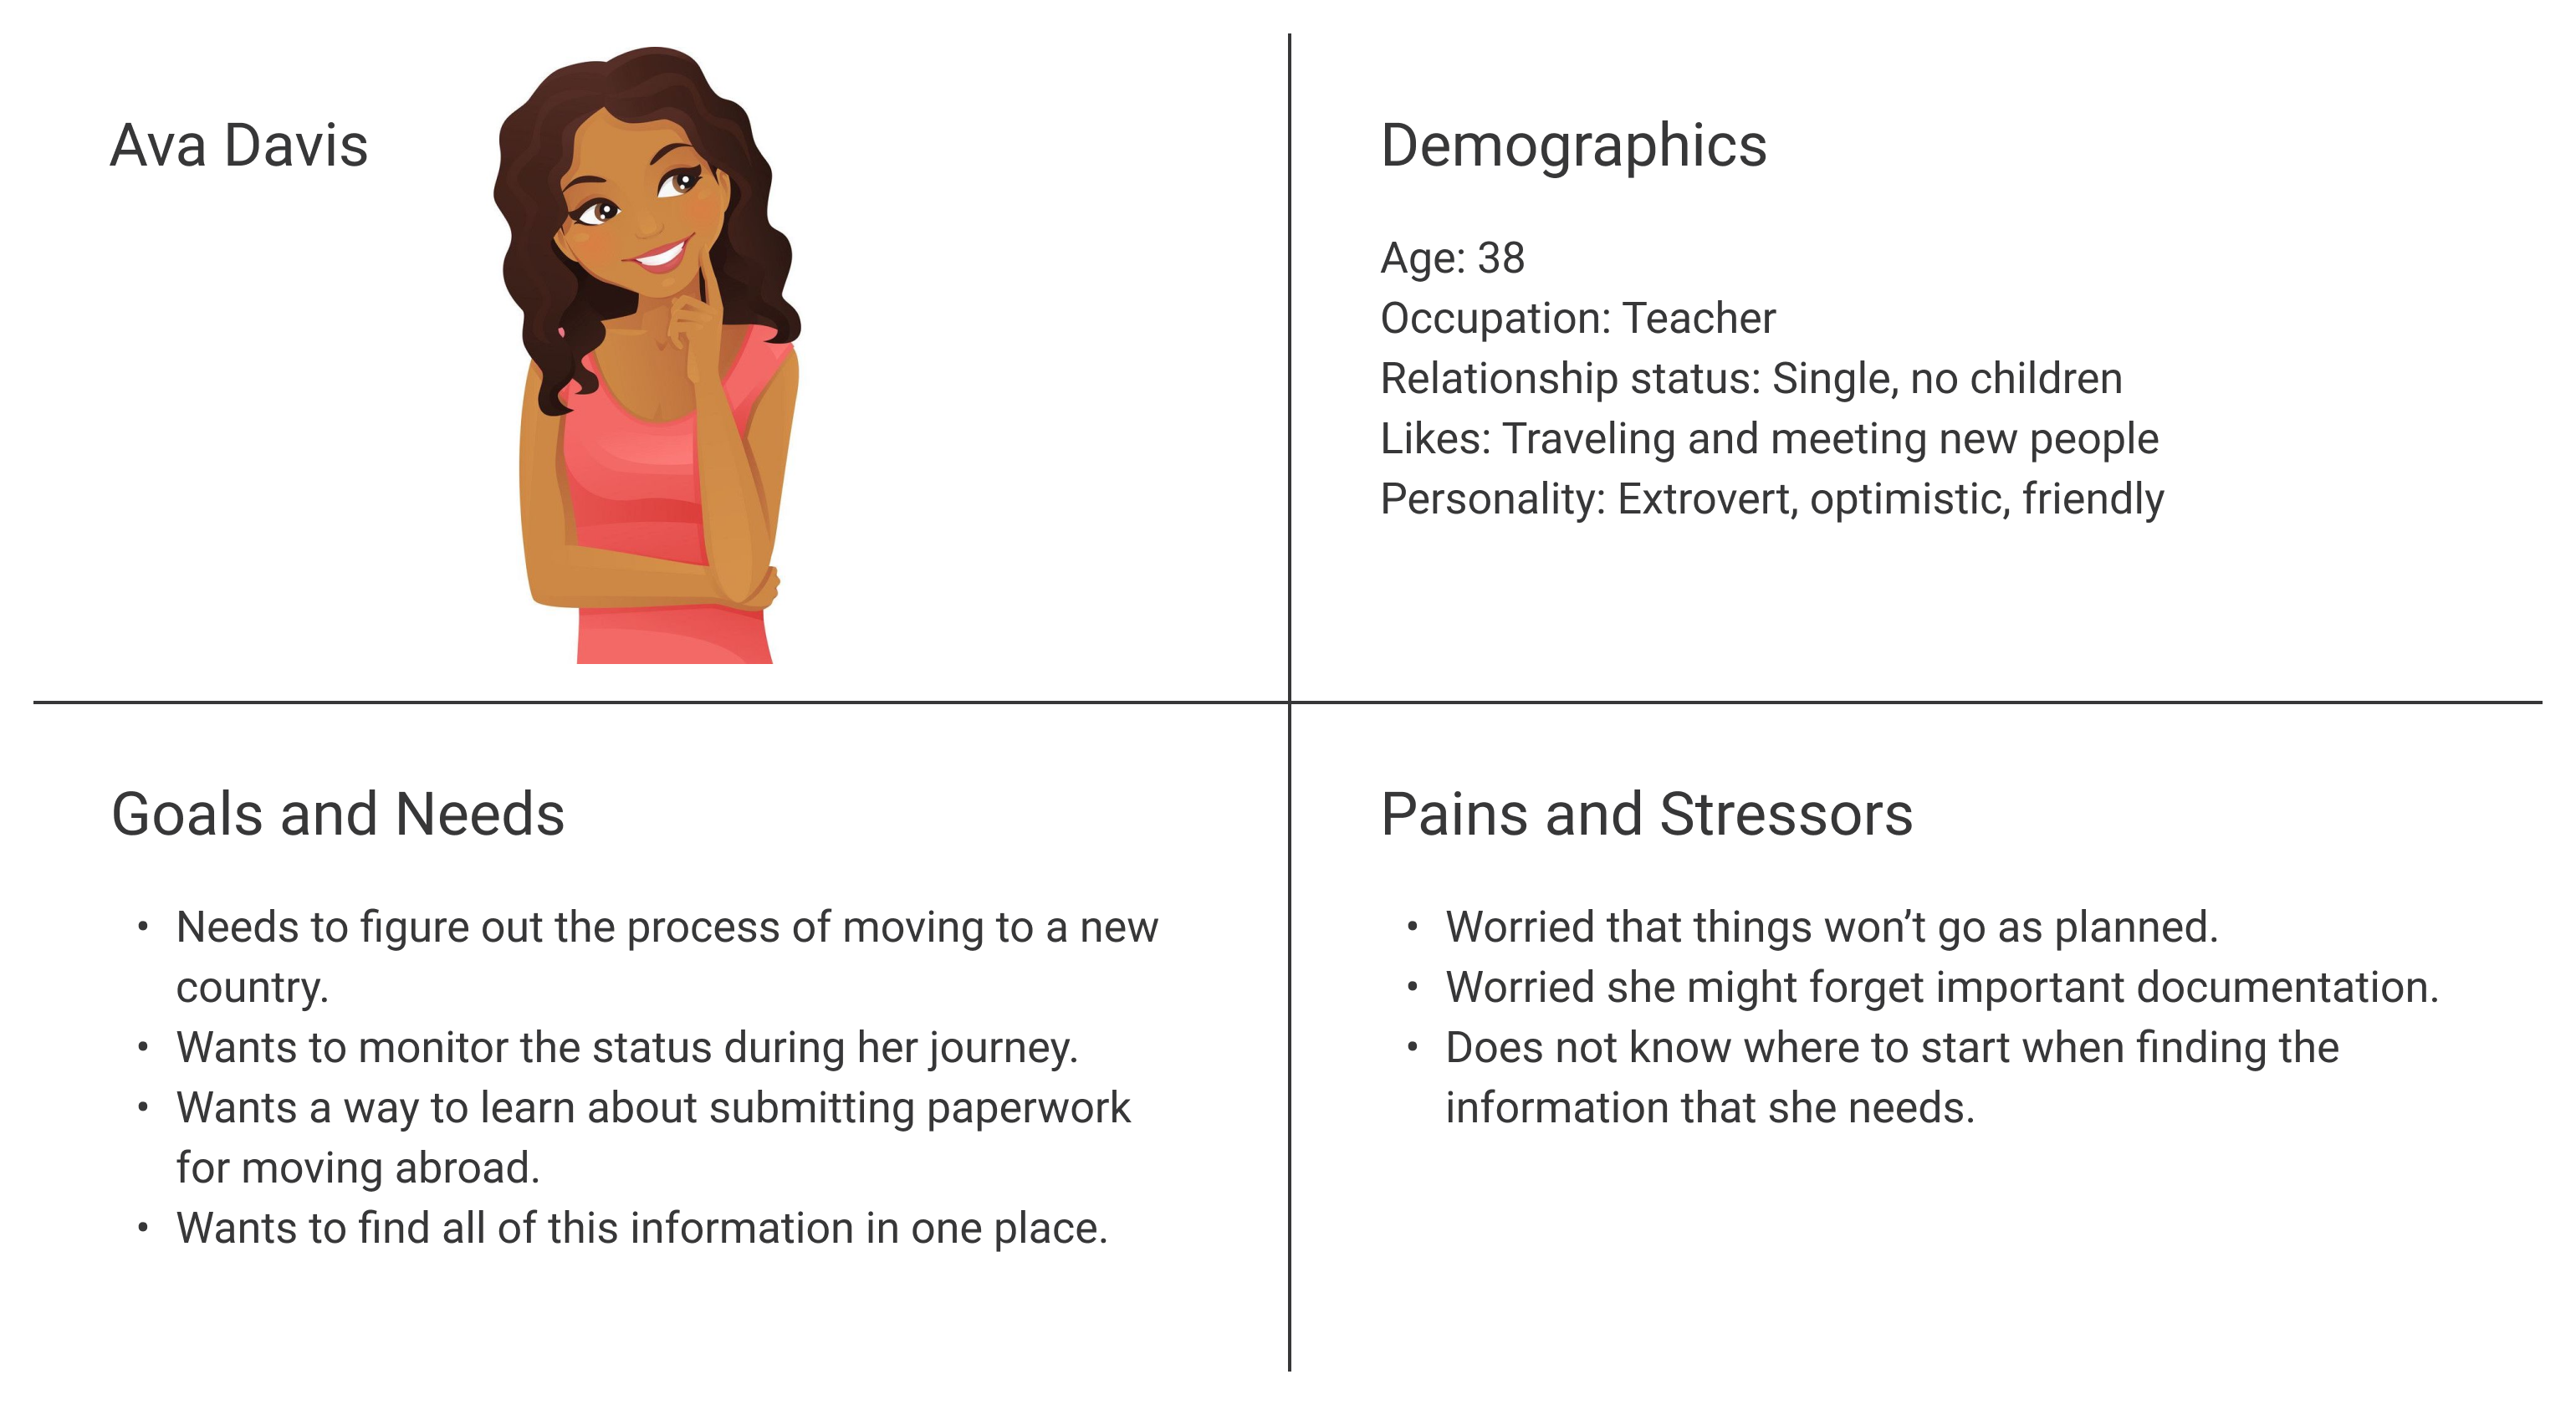 Ava Davis
Demographics
Age: 38
Occupation: Teacher
Relationship status: Single, no children
Likes: Traveling and meeting new people
Personality: Extrovert, optimistic, friendly
Goals and Needs
• Needs to figure out the process of moving to a new
country.
• Wants to monitor the status during her journey.
• Wants a way to learn about submitting paperwork
for moving abroad.
• Wants to find all of this information in one place.
Pains and Stressors
• Worried that things won’t go as planned.
• Worried she might forget important documentation.
• Does not know where to start when finding the
information that she needs.